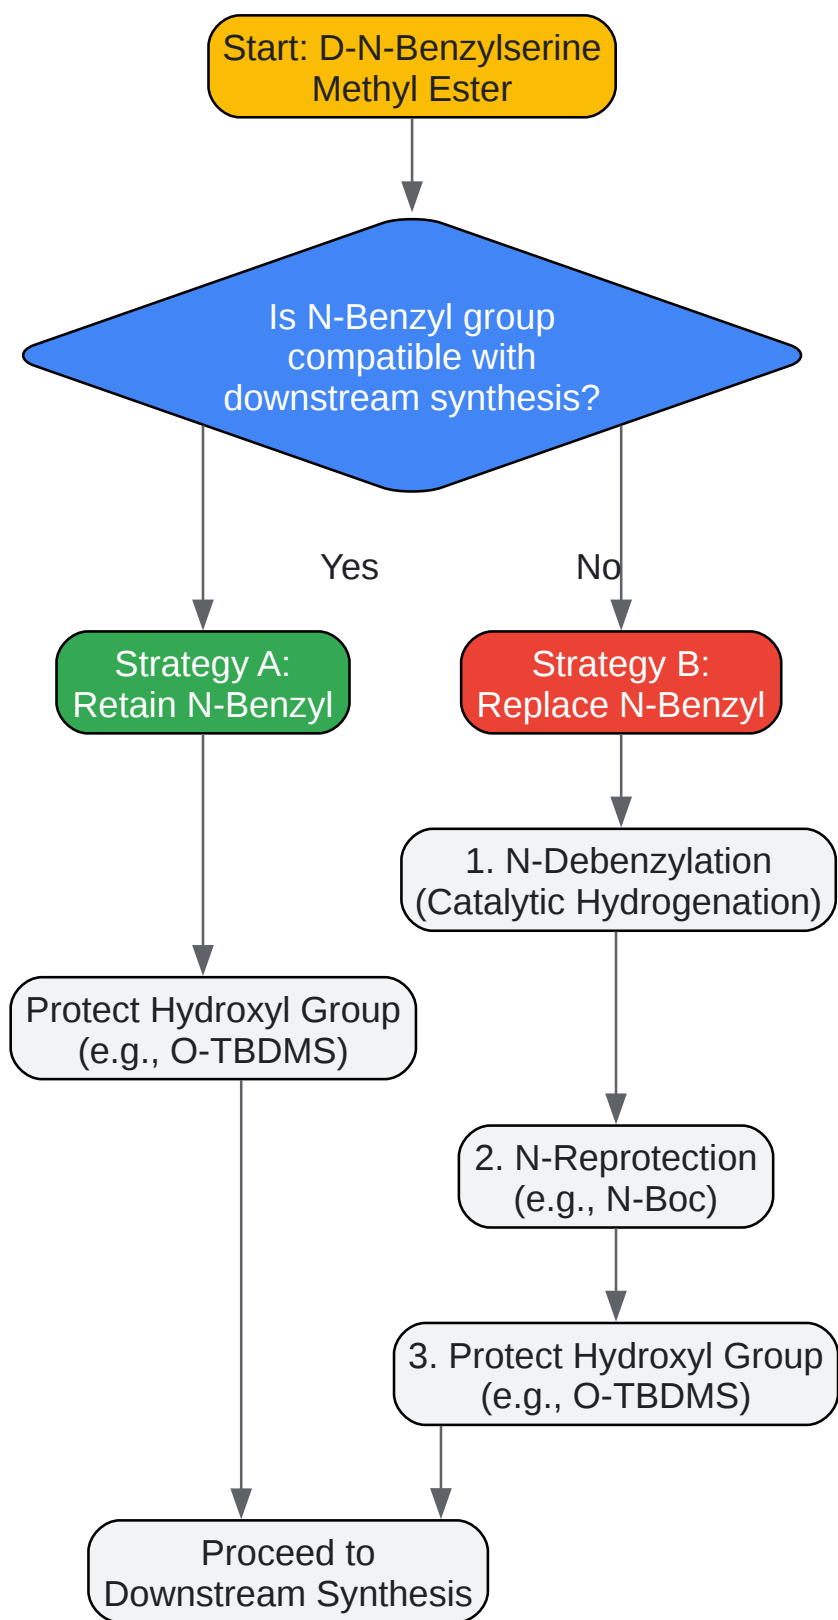 Start: D-N-Benzylserine
Methyl Ester
Is N-Benzyl group
compatible with
downstream synthesis?
Yes
No
Strategy A:
Retain N-Benzyl
Strategy B:
Replace N-Benzyl
1. N-Debenzylation
(Catalytic Hydrogenation)
Protect Hydroxyl Group
(e.g., O-TBDMS)
2. N-Reprotection
(e.g., N-Boc)
3. Protect Hydroxyl Group
(e.g., O-TBDMS)
Proceed to
Downstream Synthesis